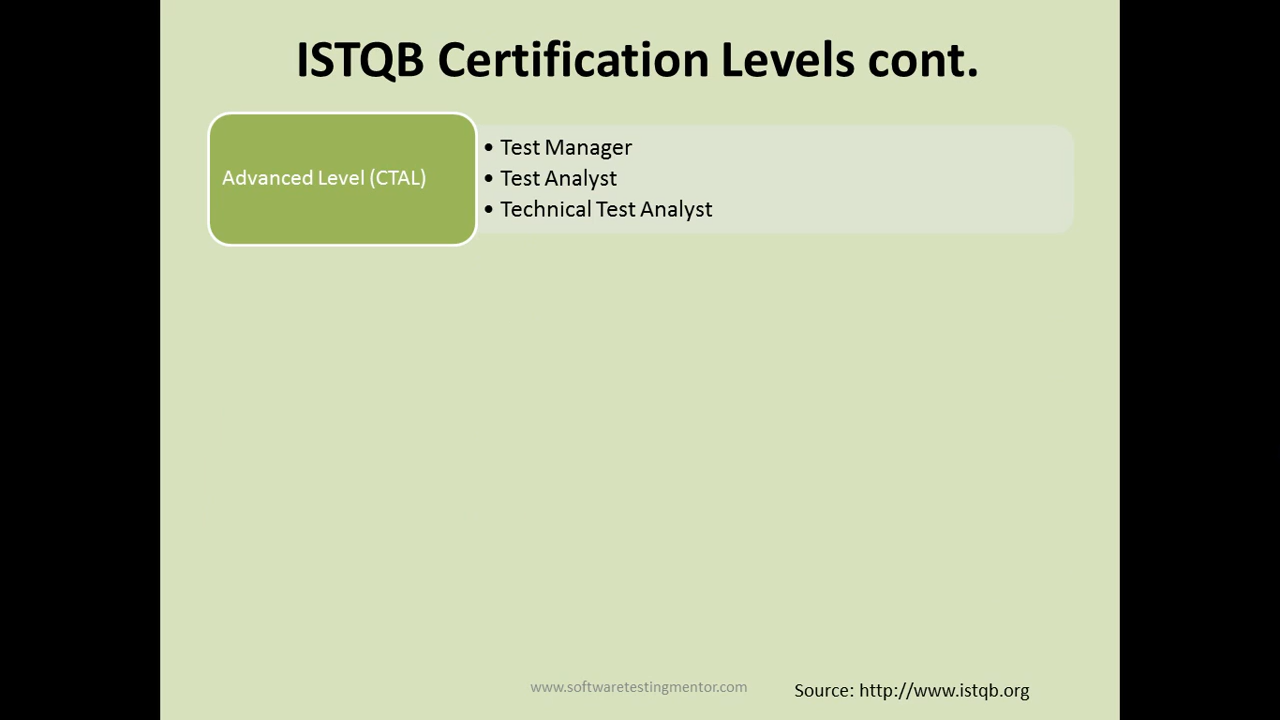 ISTQB Certification Levels cont.
Advanced Level (CTAL)
• Test Manager
• Test Analyst
• Technical Test Analyst
www.softwaretestingmentor.com
Source: http://www.istqb.org